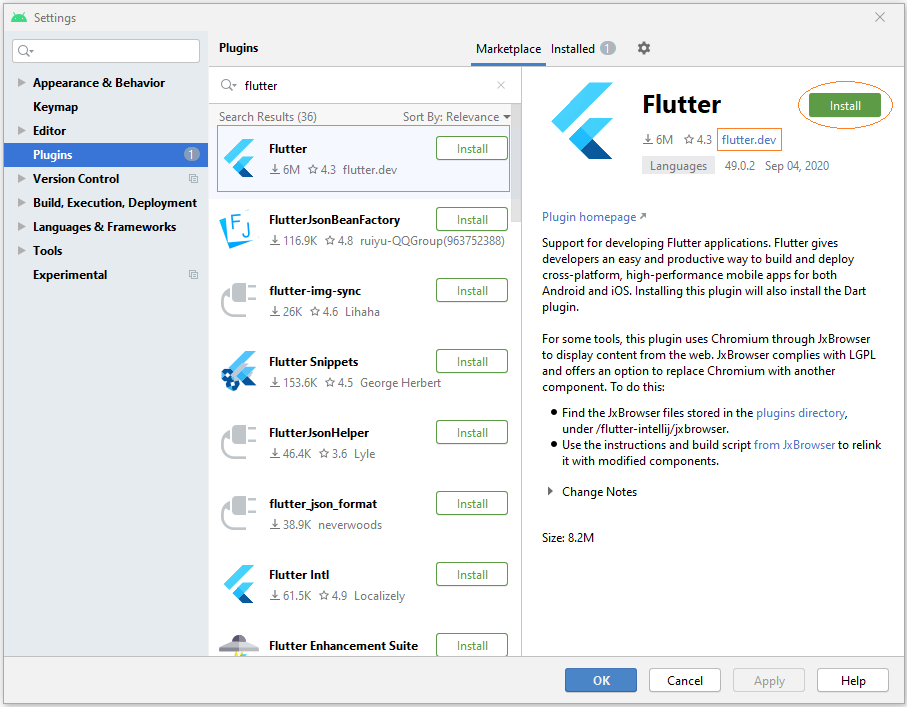 Settings
Appearance & Behavior
Keymap
Editor
Plugins 1
Version Control
Build, Execution, Deployment
Languages & Frameworks
Tools
Experimental
Plugins
Marketplace Installed 1
flutter
Search Results (36) Sort By: Relevance
Flutter Install
6M 4.3 flutter.dev
FlutterJsonBeanFactory Install
116.9K 4.8 ruiyu-QQGroup(963752388)
flutter-img-sync Install
26K 4.6 Lihaha
Flutter Snippets Install
153.6K 4.5 George Herbert
FlutterJsonHelper Install
46.4K 3.6 Lyle
flutter_json_format Install
38.9K neverwoods
Flutter Intl Install
61.5K 4.9 Localizely
Flutter Enhancement Suite Install
Flutter Install
6M 4.3 flutter.dev
Languages 49.0.2 Sep 04, 2020
Plugin homepage
Support for developing Flutter applications. Flutter gives
developers an easy and productive way to build and deploy
cross-platform, high-performance mobile apps for both
Android and iOS. Installing this plugin will also install the Dart
plugin.
For some tools, this plugin uses Chromium through JxBrowser
to display content from the web. JxBrowser complies with LGPL
and offers an option to replace Chromium with another
component. To do this:
• Find the JxBrowser files stored in the plugins directory,
under /flutter-intellij/jxbrowser.
• Use the instructions and build script from JxBrowser to relink
it with modified components.
Change Notes
Size: 8.2M
OK Cancel Apply Help